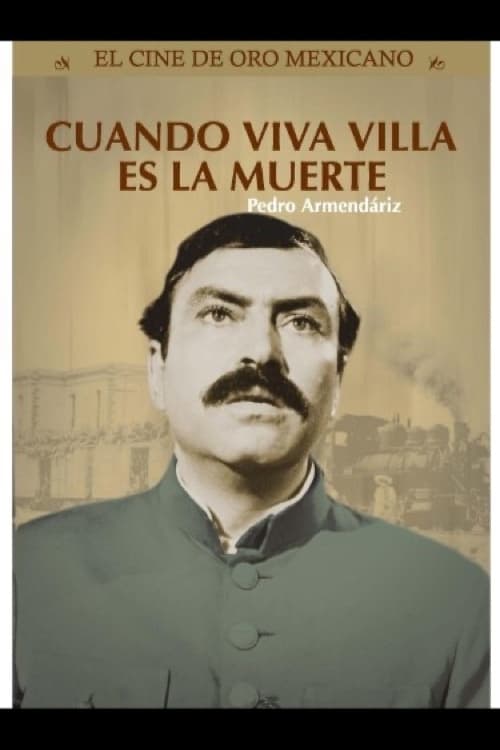 EL CINE DE ORO MEXICANO
CUANDO VIVA VILLA
ES LA MUERTE
Pedro Armendáriz